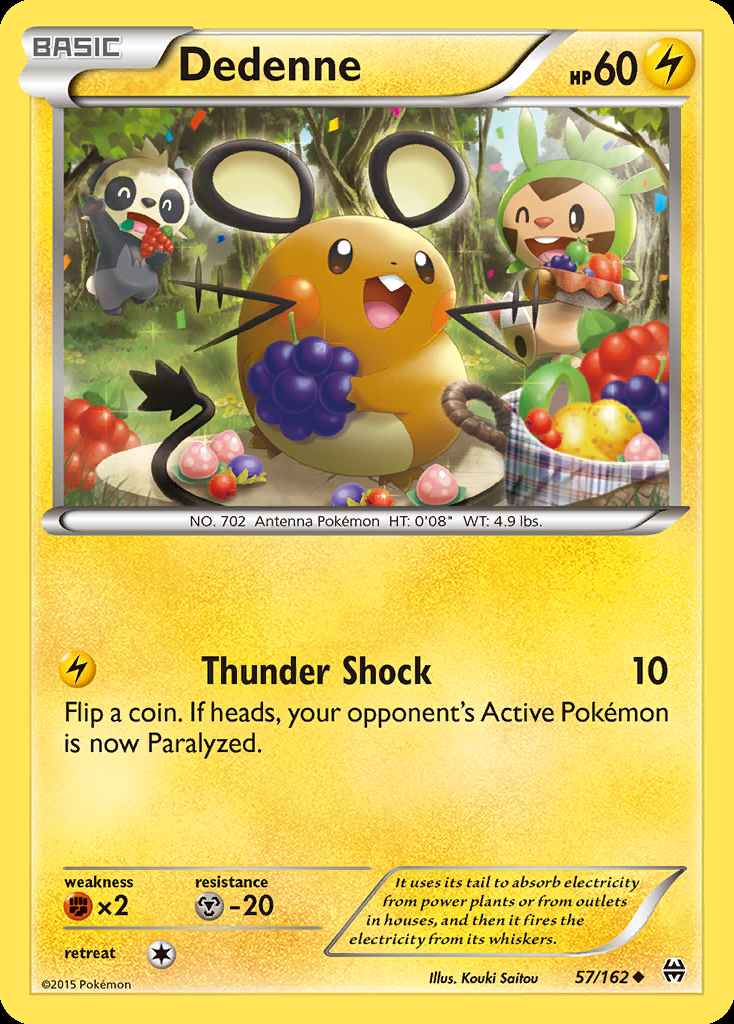 BASIC
Dedenne
HP60
NO. 702 Antenna Pokémon HT: 0'08" WT: 4.9 lbs.
Thunder Shock 10
Flip a coin. If heads, your opponent's Active Pokémon
is now Paralyzed.
weakness resistance
×2 -20
It uses its tail to absorb electricity
from power plants or from outlets
in houses, and then it fires the
electricity from its whiskers.
retreat
©2015 Pokémon
Illus. Kouki Saitou
57/162